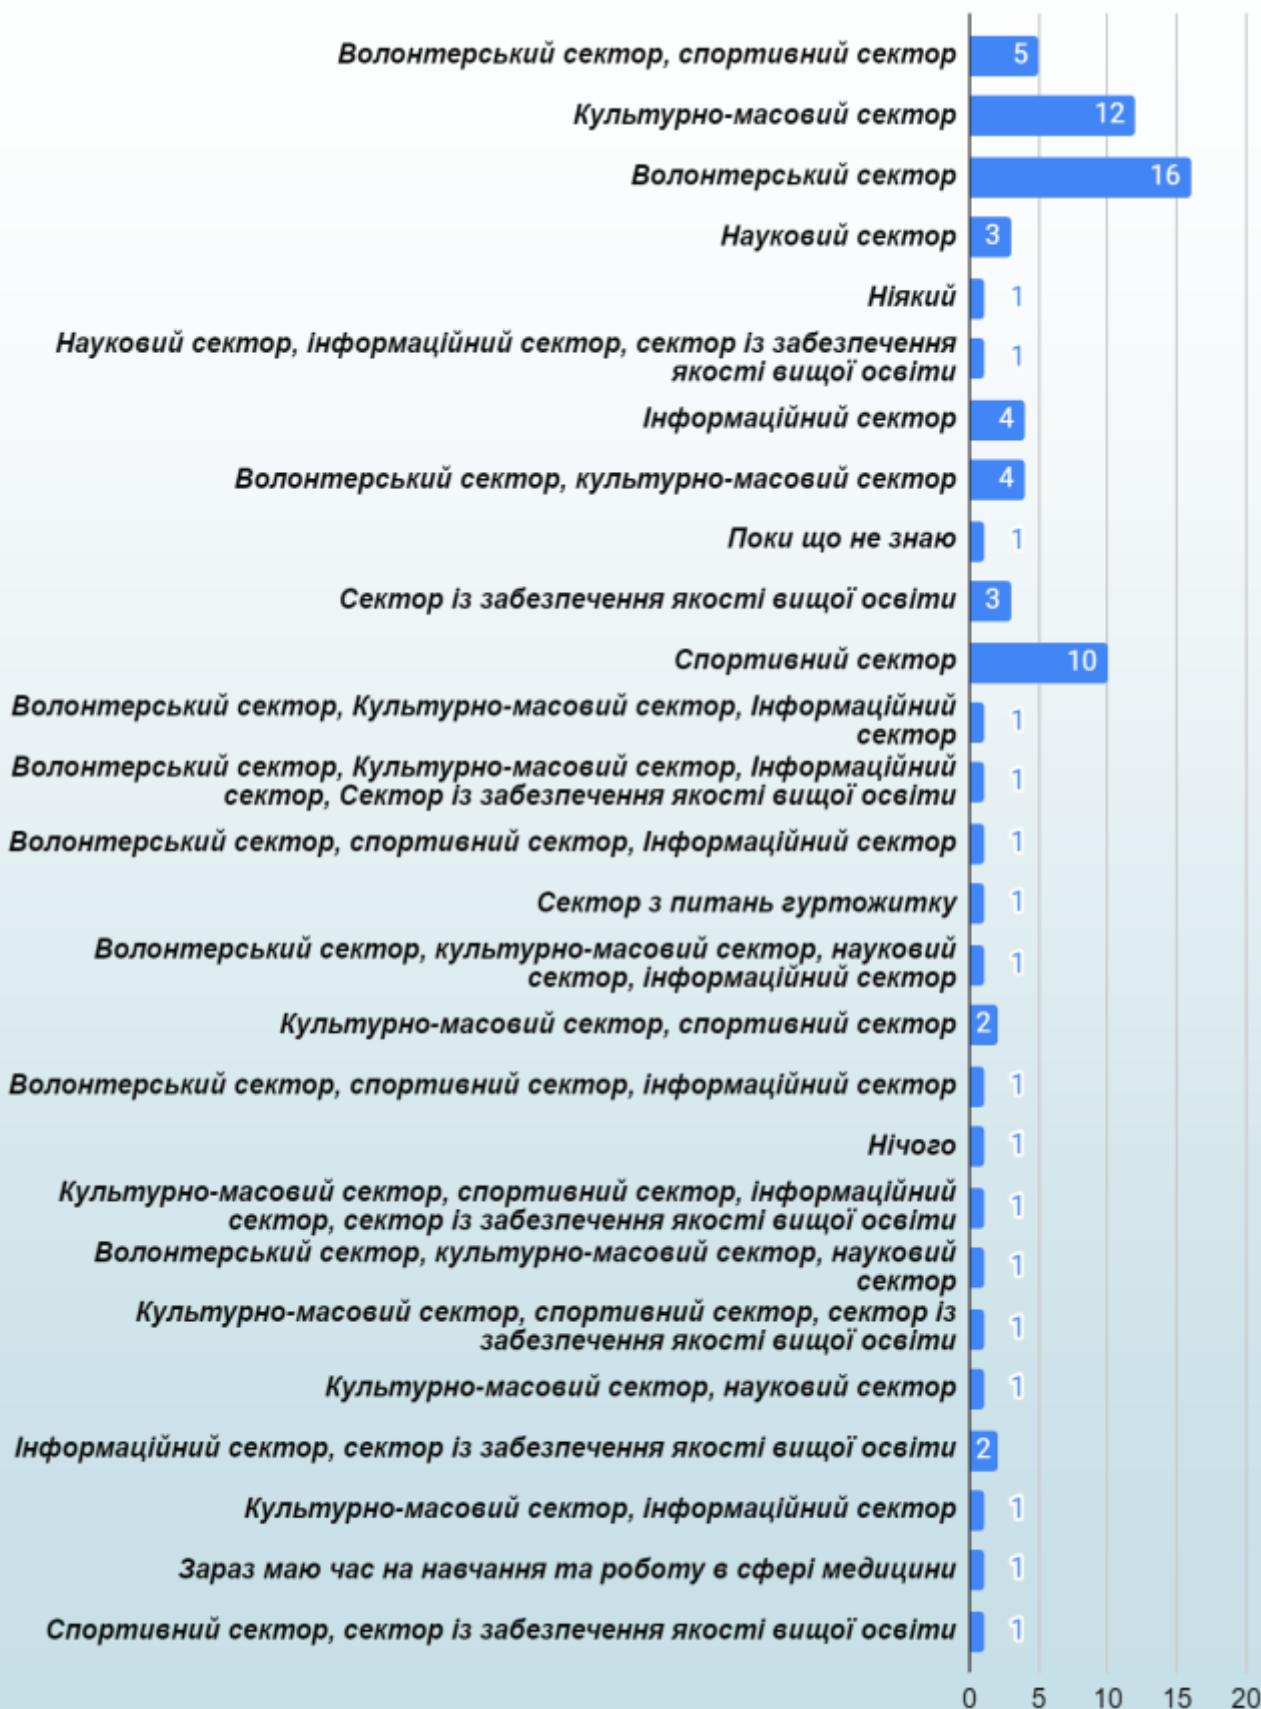 Волонтерський сектор, спортивний сектор 5
Культурно-масовий сектор 12
Волонтерський сектор 16
Науковий сектор 3
Ніякий 1
Науковий сектор, інформаційний сектор, сектор із забезпечення
якості вищої освіти 1
Інформаційний сектор 4
Волонтерський сектор, культурно-масовий сектор 4
Поки що не знаю 1
Сектор із забезпечення якості вищої освіти 3
Спортивний сектор 10
Волонтерський сектор, Культурно-масовий сектор, Інформаційний
сектор 1
Волонтерський сектор, Культурно-масовий сектор, Інформаційний
сектор, Сектор із забезпечення якості вищої освіти 1
Волонтерський сектор, спортивний сектор, Інформаційний сектор 1
Сектор з питань гуртожитку 1
Волонтерський сектор, культурно-масовий сектор, науковий
сектор, інформаційний сектор 1
Культурно-масовий сектор, спортивний сектор 2
Волонтерський сектор, спортивний сектор, інформаційний сектор 1
Нічого 1
Культурно-масовий сектор, спортивний сектор, інформаційний
сектор, сектор із забезпечення якості вищої освіти 1
Волонтерський сектор, культурно-масовий сектор, науковий
сектор 1
Культурно-масовий сектор, спортивний сектор, сектор із
забезпечення якості вищої освіти 1
Культурно-масовий сектор, науковий сектор 1
Інформаційний сектор, сектор із забезпечення якості вищої освіти 2
Культурно-масовий сектор, інформаційний сектор 1
Зараз маю час на навчання та роботу в сфері медицини 1
Спортивний сектор, сектор із забезпечення якості вищої освіти 1
0 5 10 15 20